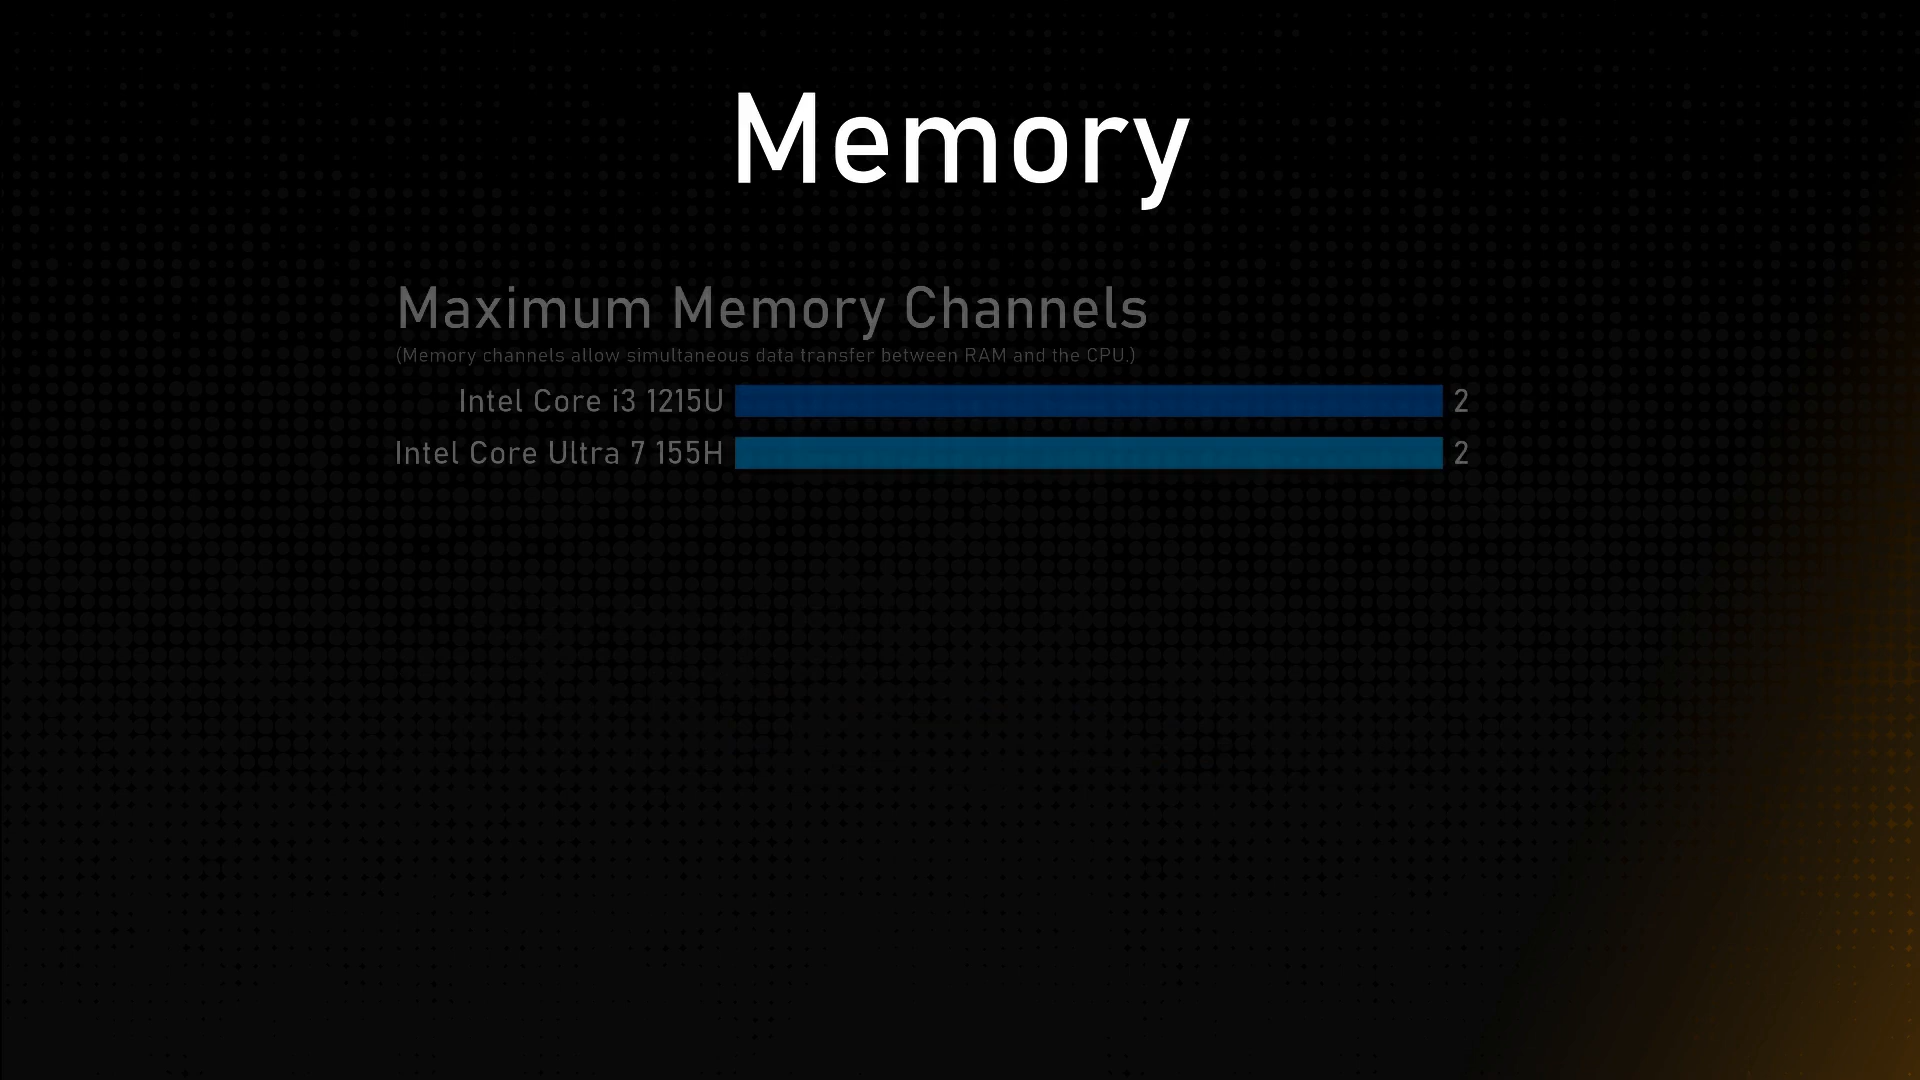 Memory
Maximum Memory Channels
(Memory channels allow simultaneous data transfer between RAM and the CPU.)
Intel Core i3 1215U 2
Intel Core Ultra 7 155H 2